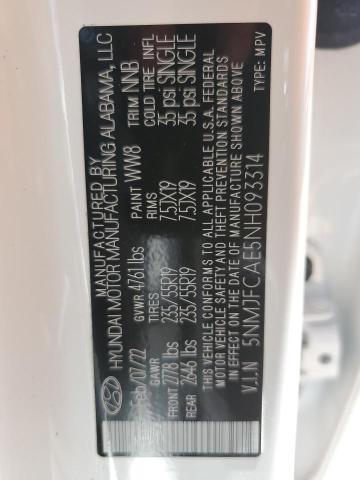 MANUFACTURED BY
HYUNDAI MOTOR MANUFACTURING ALABAMA, LLC
Feb/07/22 PAINT WW8 TRIM NNB
GVWR 4761 lbs
GAWR TIRES RIMS COLD TIRE INFL
FRONT 2778 lbs 235/55R19 7.5JX19 35 psi SINGLE
REAR 2646 lbs 235/55R19 7.5JX19 35 psi SINGLE
THIS VEHICLE CONFORMS TO ALL APPLICABLE U.S.A. FEDERAL
MOTOR VEHICLE SAFETY AND BUMPER AND THEFT PREVENTION STANDARDS
IN EFFECT ON THE DATE OF MANUFACTURE SHOWN ABOVE.
V.I.N 5NMJFCAE5NH093314 TYPE: MPV